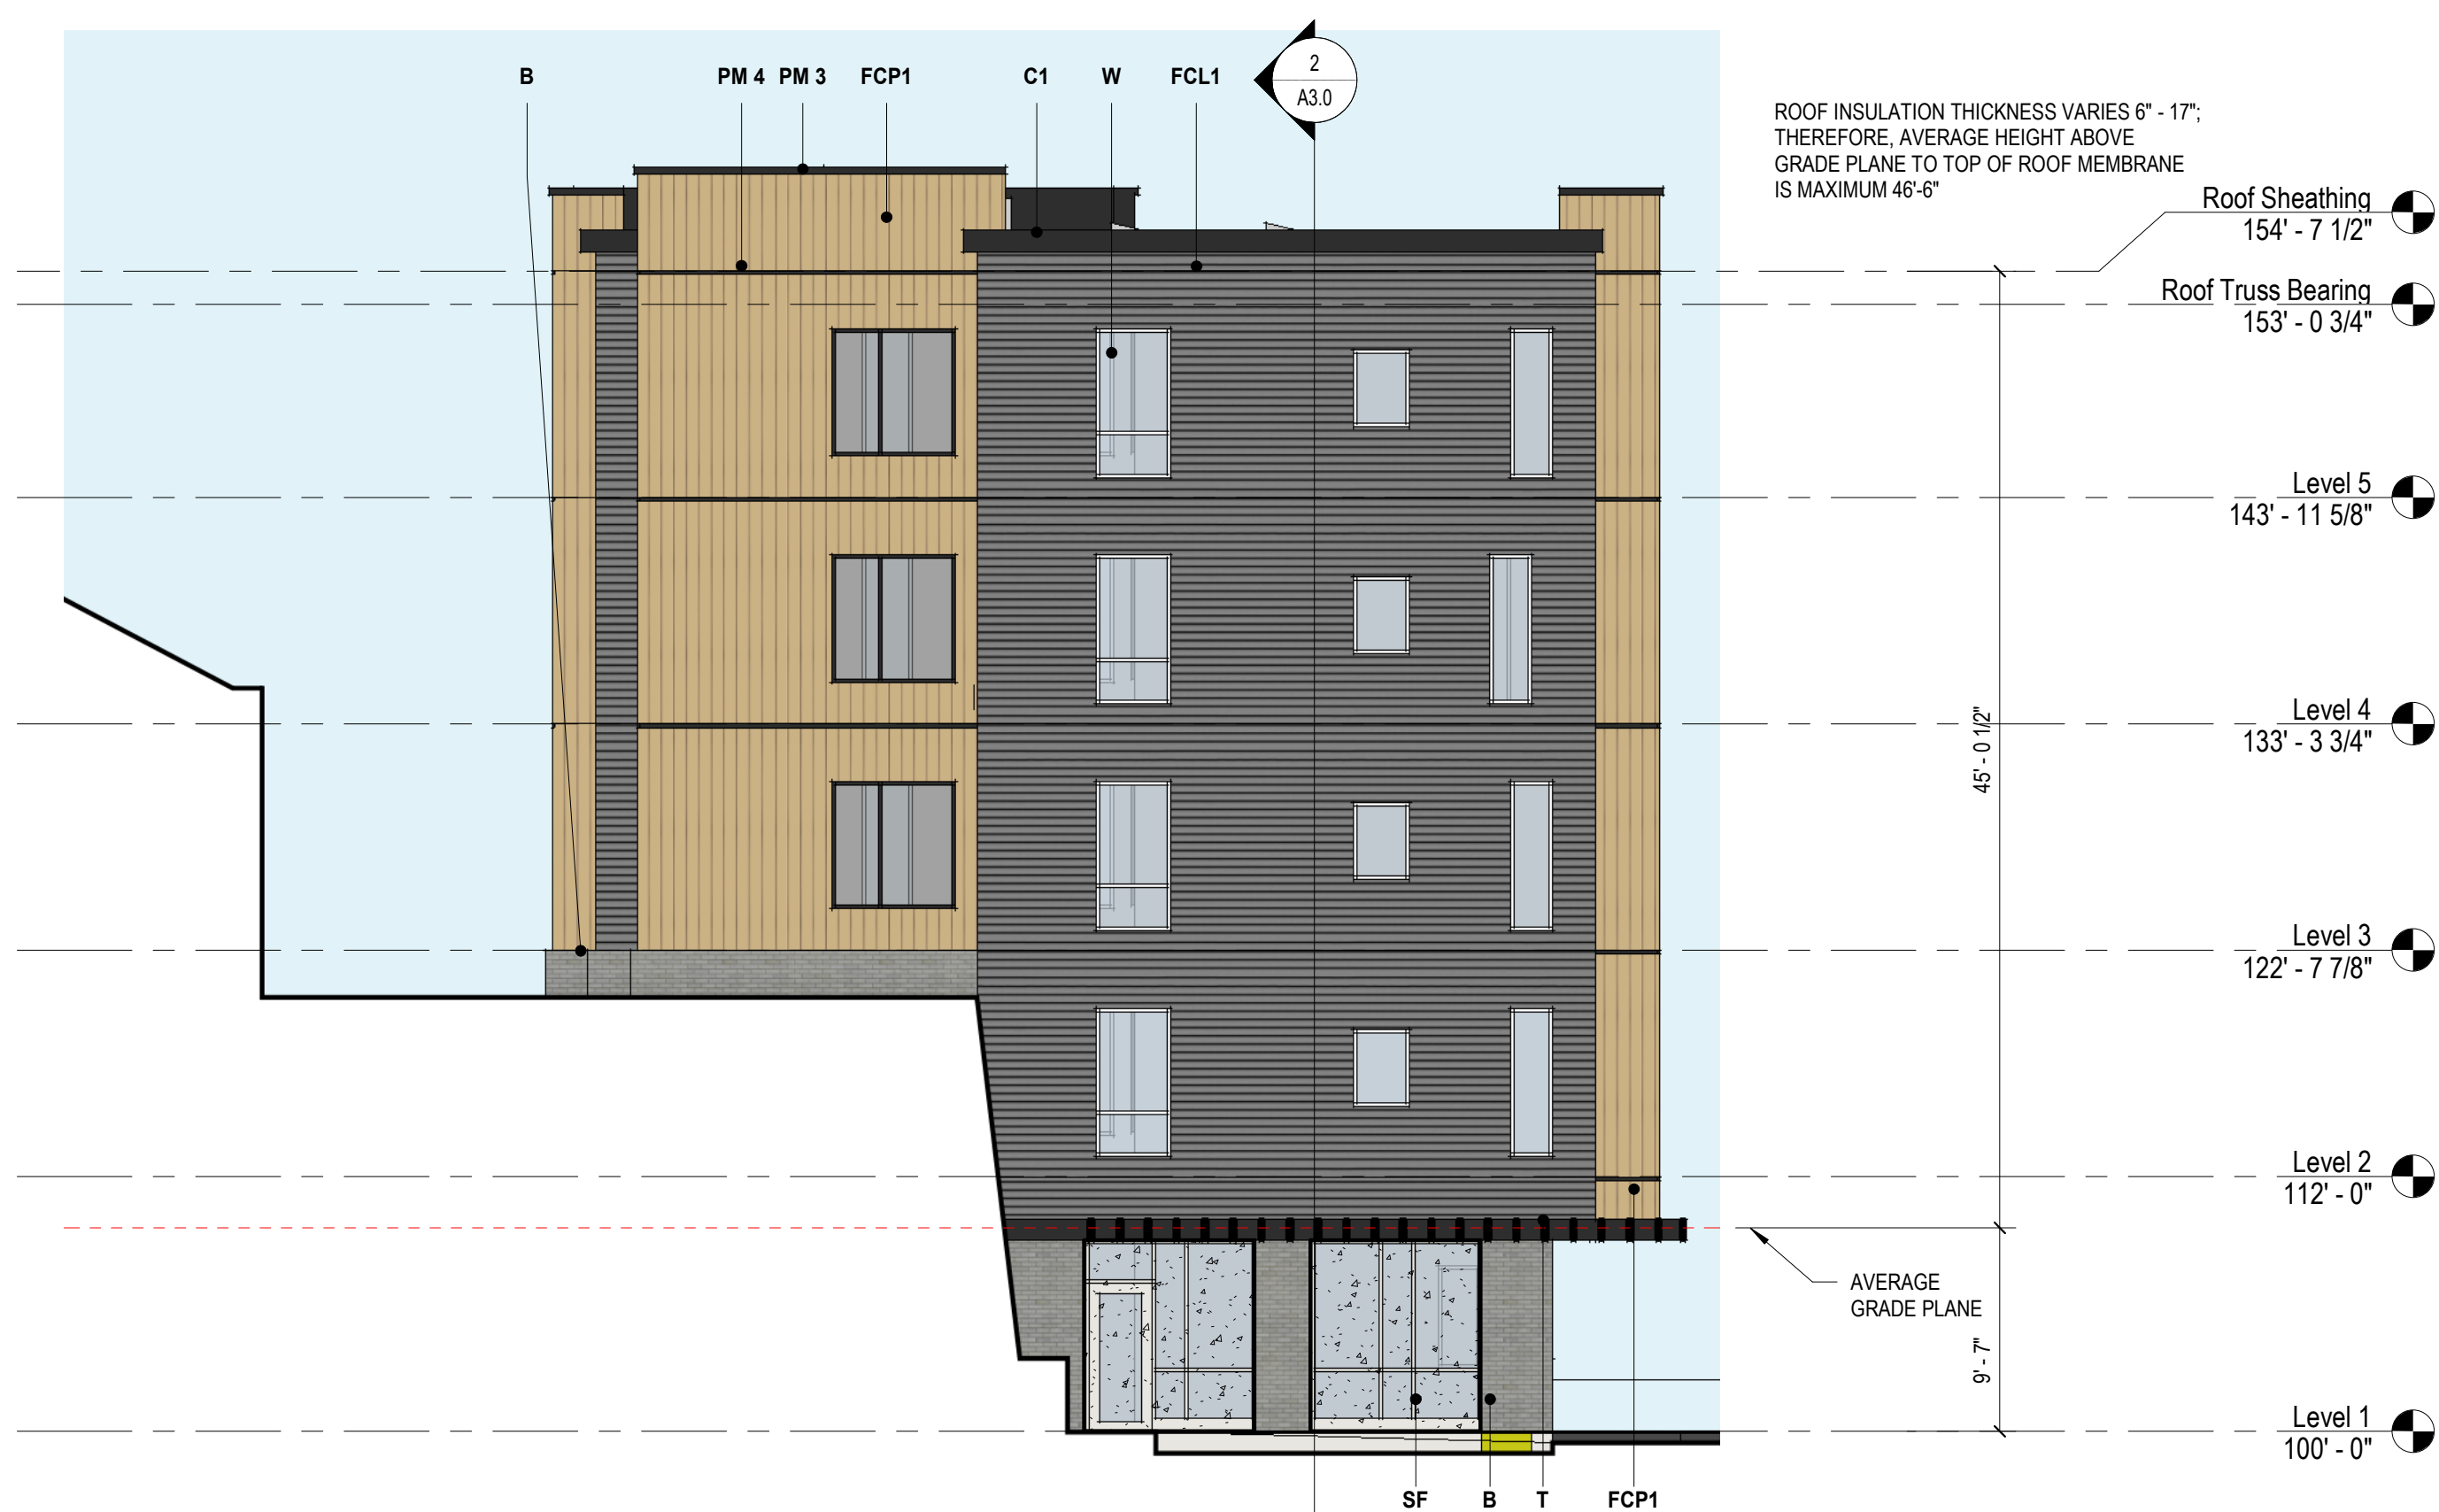 B
PM 4
PM 3
FCP1
C1
W
FCL1
2
A3.0
ROOF INSULATION THICKNESS VARIES 6" - 17";
THEREFORE, AVERAGE HEIGHT ABOVE
GRADE PLANE TO TOP OF ROOF MEMBRANE
IS MAXIMUM 46'-6"
Roof Sheathing
154' - 7 1/2"
Roof Truss Bearing
153' - 0 3/4"
Level 5
143' - 11 5/8"
Level 4
133' - 3 3/4"
45' - 0 1/2"
Level 3
122' - 7 7/8"
Level 2
112' - 0"
AVERAGE
GRADE PLANE
9' - 7"
Level 1
100' - 0"
SF
B
T
FCP1